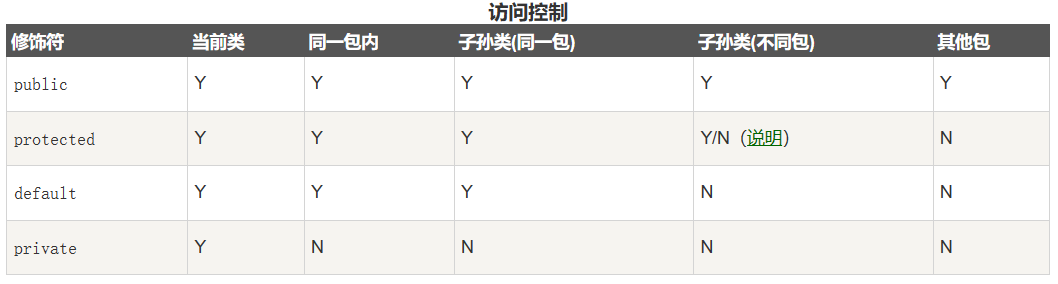 访问控制
修饰符 当前类 同一包内 子孙类(同一包) 子孙类(不同包) 其他包
public Y Y Y Y Y
protected Y Y Y Y/N（说明） N
default Y Y Y N N
private Y N N N N